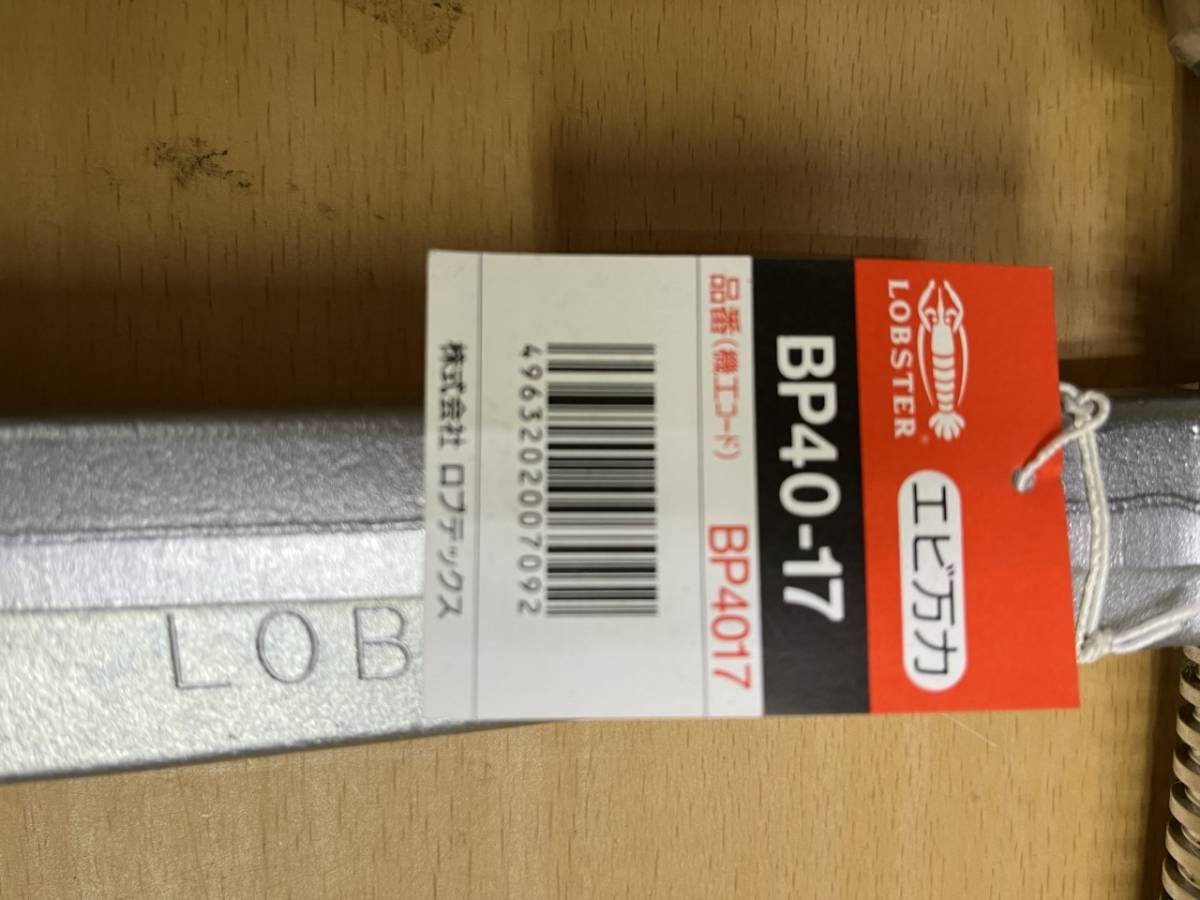 LOBSTER
エビ万力
BP40-17
品番(機工コード) BP4017
4963202007092
株式会社 ロブテックス
LOB